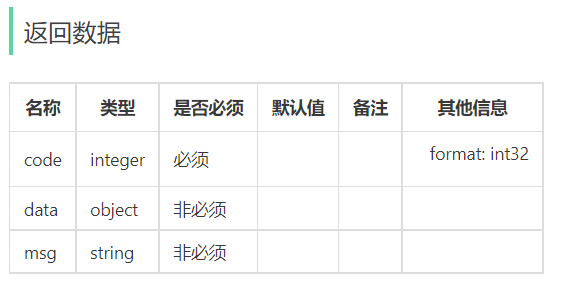 返回数据
名称 类型 是否必须 默认值 备注 其他信息
code integer 必须 format: int32
data object 非必须
msg string 非必须